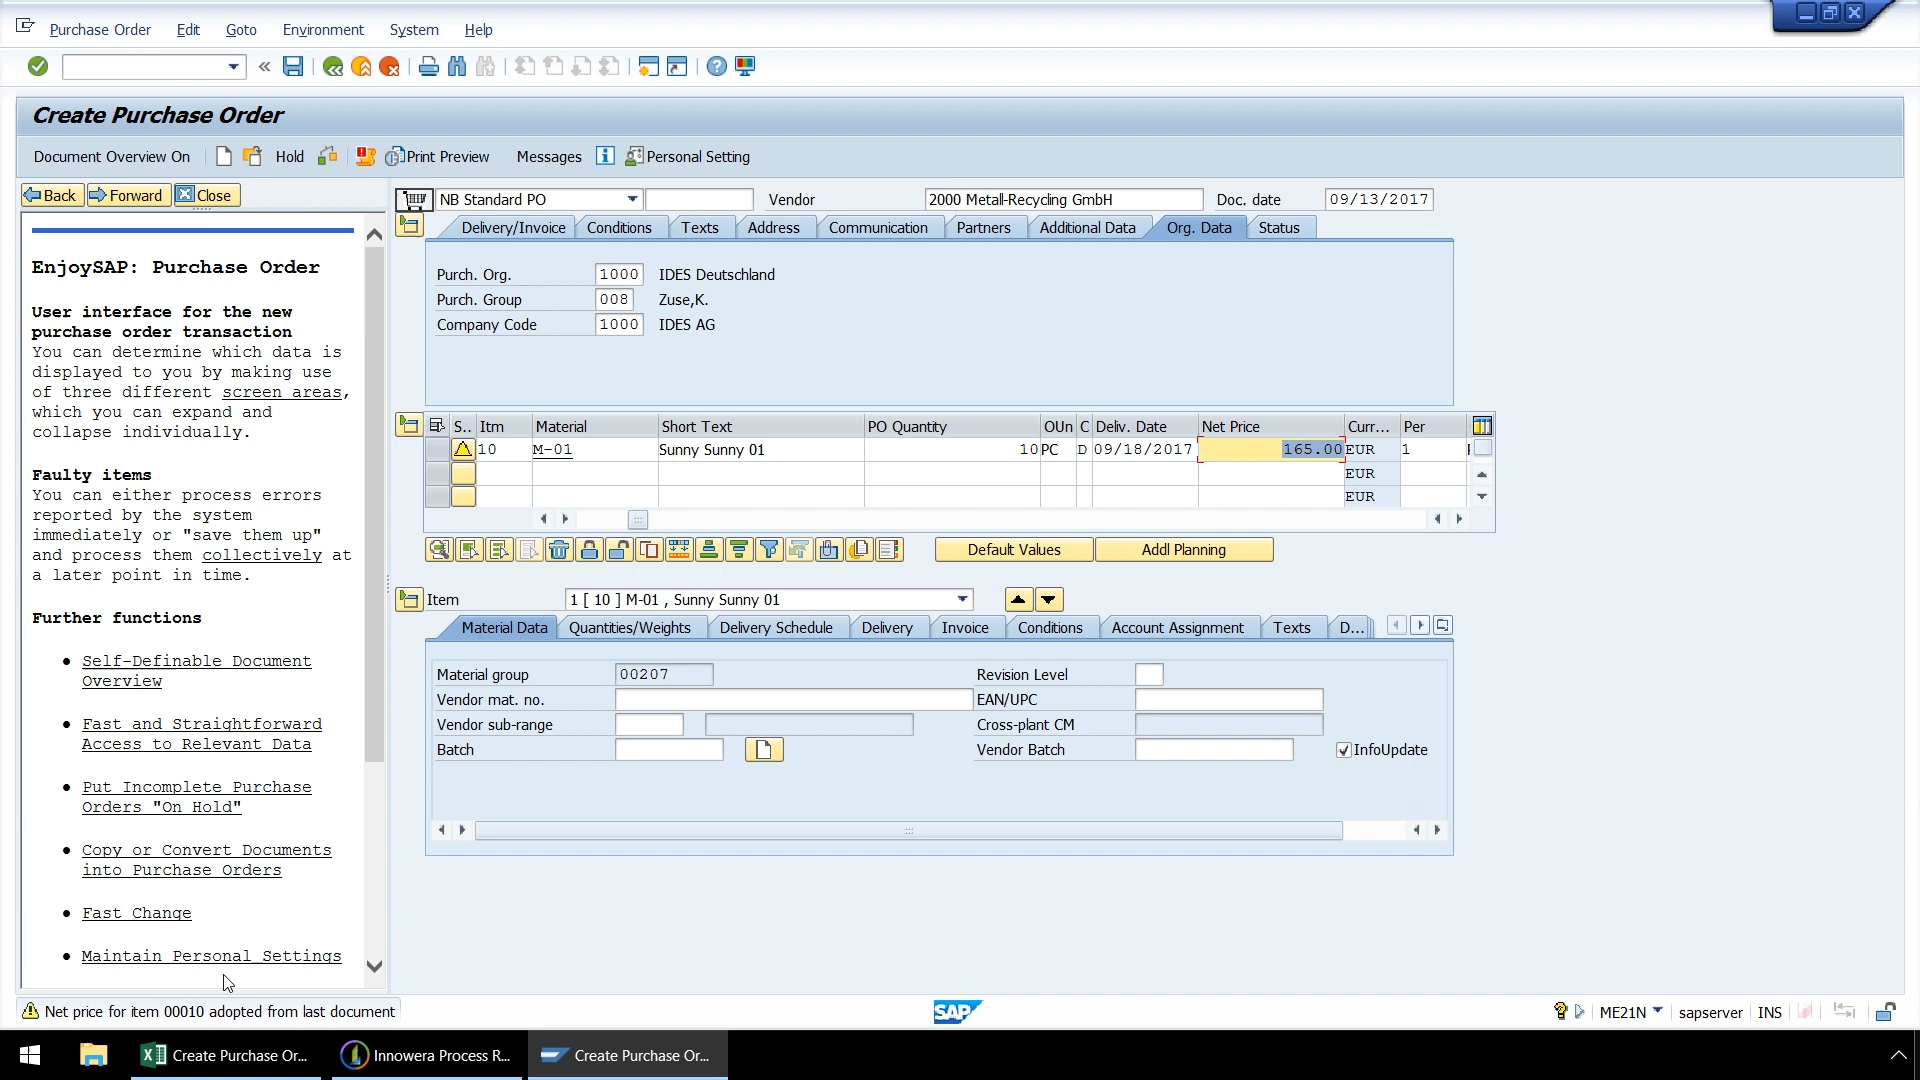 Purchase Order Edit Goto Environment System Help
Create Purchase Order
Document Overview On Hold Print Preview Messages Personal Setting
Back Forward Close
NB Standard PO Vendor 2000 Metall-Recycling GmbH Doc. date 09/13/2017
Delivery/Invoice Conditions Texts Address Communication Partners Additional Data Org. Data Status
Purch. Org. 1000 IDES Deutschland
Purch. Group 008 Zuse,K.
Company Code 1000 IDES AG
EnjoySAP: Purchase Order
User interface for the new
purchase order transaction
You can determine which data is
displayed to you by making use
of three different screen areas,
which you can expand and
collapse individually.
Faulty items
You can either process errors
reported by the system
immediately or "save them up"
and process them collectively at
a later point in time.
Further functions
• Self-Definable Document
Overview
• Fast and Straightforward
Access to Relevant Data
• Put Incomplete Purchase
Orders "On Hold"
• Copy or Convert Documents
into Purchase Orders
• Fast Change
• Maintain Personal Settings
S.. Itm Material Short Text PO Quantity OUn C Deliv. Date Net Price Curr... Per
10 M-01 Sunny Sunny 01 10 PC D 09/18/2017 165.00 EUR 1
EUR
EUR
Default Values Addl Planning
Item 1 [ 10 ] M-01 , Sunny Sunny 01
Material Data Quantities/Weights Delivery Schedule Delivery Invoice Conditions Account Assignment Texts D...
Material group 00207 Revision Level
Vendor mat. no. EAN/UPC
Vendor sub-range Cross-plant CM
Batch Vendor Batch InfoUpdate
Net price for item 00010 adopted from last document
SAP
ME21N sapserver INS
Create Purchase Or... Innowera Process R... Create Purchase Or...